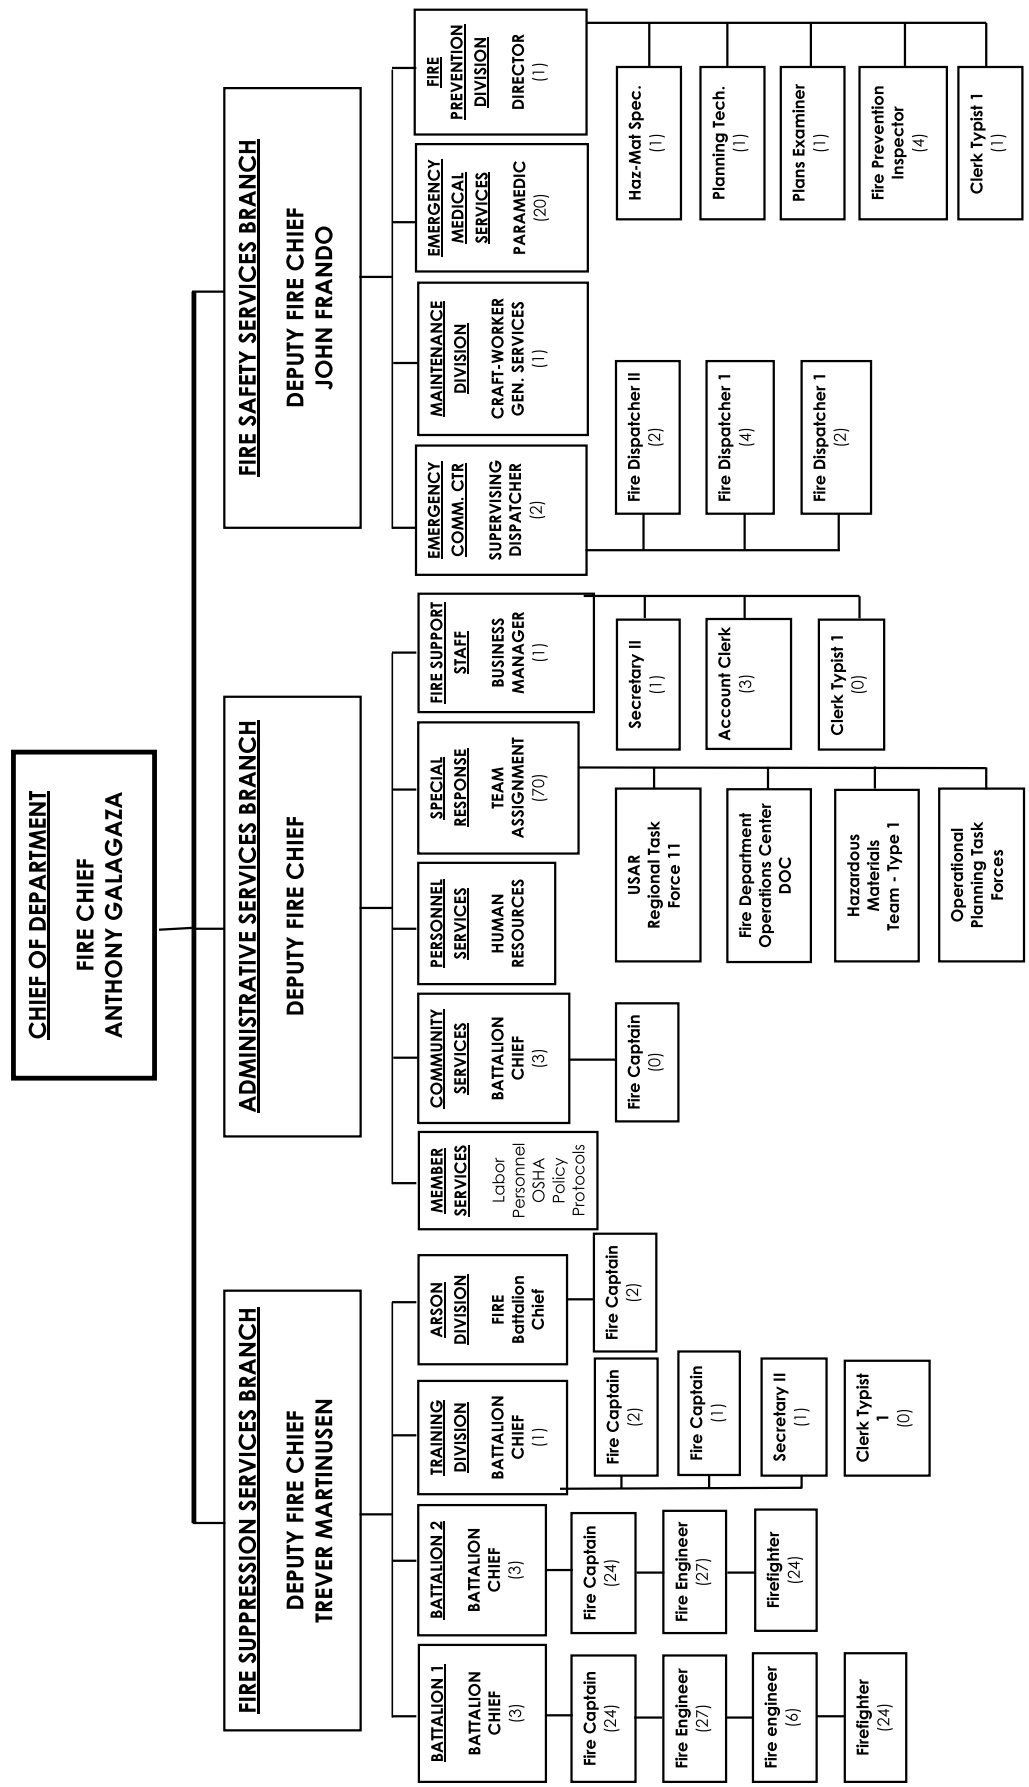 CHIEF OF DEPARTMENT
FIRE CHIEF
ANTHONY GALAGAZA
FIRE SUPPRESSION SERVICES BRANCH
DEPUTY FIRE CHIEF
TREVER MARTINUSEN
BATTALION 1
BATTALION
CHIEF
(3)
Fire Captain
(24)
Fire Engineer
(27)
Fire engineer
(6)
Firefighter
(24)
BATTALION 2
BATTALION
CHIEF
(3)
Fire Captain
(24)
Fire Engineer
(27)
Firefighter
(24)
TRAINING
DIVISION
BATTALION
CHIEF
(1)
Fire Captain
(2)
Fire Captain
(1)
Secretary II
(1)
Clerk Typist
1
(0)
ARSON
DIVISION
FIRE
Battalion
Chief
Fire Captain
(2)
ADMINISTRATIVE SERVICES BRANCH
DEPUTY FIRE CHIEF
MEMBER
SERVICES
Labor
Personnel
OSHA
Policy
Protocols
COMMUNITY
SERVICES
BATTALION
CHIEF
(3)
Fire Captain
(0)
PERSONNEL
SERVICES
HUMAN
RESOURCES
SPECIAL
RESPONSE
TEAM
ASSIGNMENT
(70)
USAR
Regional Task
Force 11
Fire Department
Operations Center
DOC
Hazardous
Materials
Team - Type 1
Operational
Planning Task
Forces
FIRE SUPPORT
STAFF
BUSINESS
MANAGER
(1)
Secretary II
(1)
Account Clerk
(3)
Clerk Typist 1
(0)
FIRE SAFETY SERVICES BRANCH
DEPUTY FIRE CHIEF
JOHN FRANDO
EMERGENCY
COMM. CTR
SUPERVISING
DISPATCHER
(2)
Fire Dispatcher II
(2)
Fire Dispatcher 1
(4)
Fire Dispatcher 1
(2)
MAINTENANCE
DIVISION
CRAFT-WORKER
GEN. SERVICES
(1)
EMERGENCY
MEDICAL
SERVICES
PARAMEDIC
(20)
FIRE
PREVENTION
DIVISION
DIRECTOR
(1)
Haz-Mat Spec.
(1)
Planning Tech.
(1)
Plans Examiner
(1)
Fire Prevention
Inspector
(4)
Clerk Typist 1
(1)